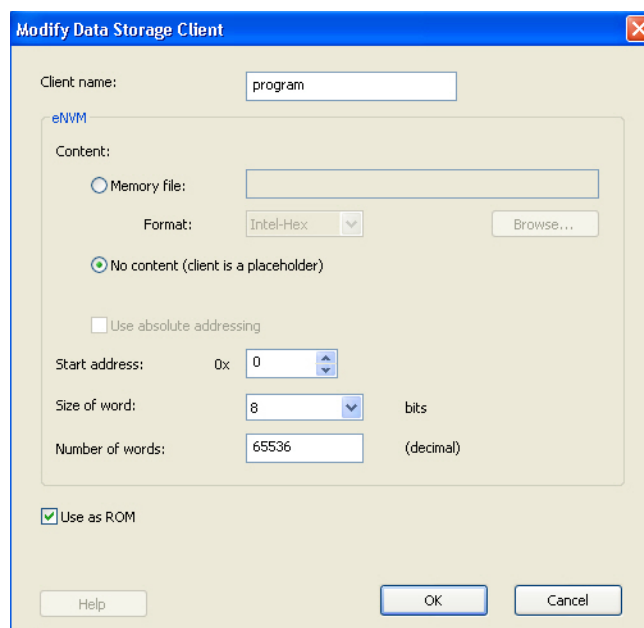 Modify Data Storage Client
Client name: program
eNVM
Content:
Memory file:
Format: Intel-Hex Browse...
No content (client is a placeholder)
Use absolute addressing
Start address: 0x 0
Size of word: 8 bits
Number of words: 65536 (decimal)
Use as ROM
Help OK Cancel